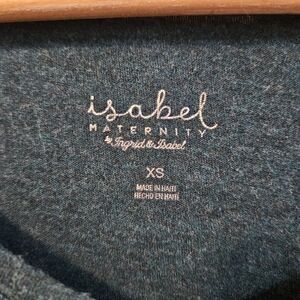 isabel
MATERNITY
by Ingrid & Isabel
XS
MADE IN HAITI
HECHO EN HAITI